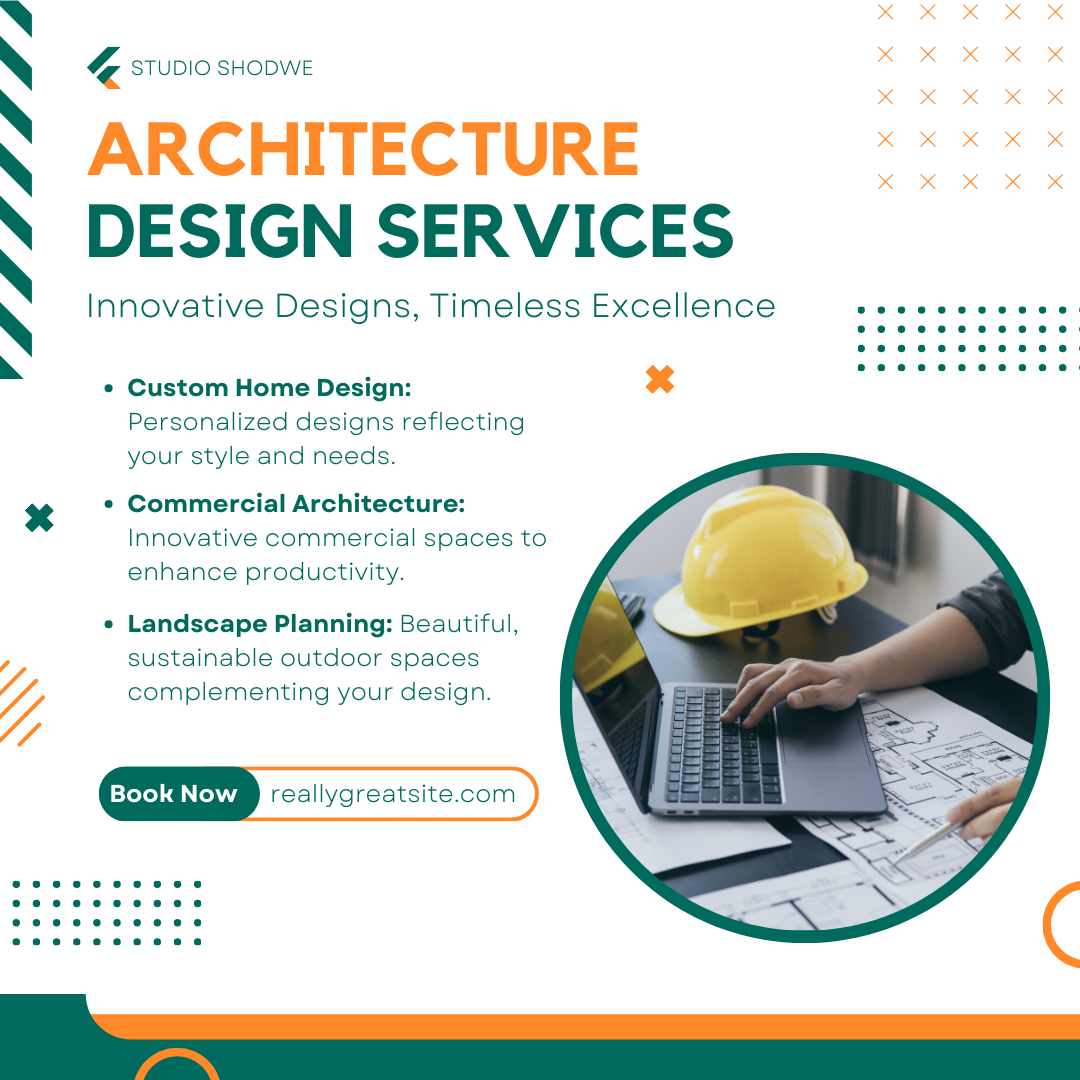 STUDIO SHODWE
ARCHITECTURE
DESIGN SERVICES
Innovative Designs, Timeless Excellence
• Custom Home Design:
Personalized designs reflecting
your style and needs.
• Commercial Architecture:
Innovative commercial spaces to
enhance productivity.
• Landscape Planning: Beautiful,
sustainable outdoor spaces
complementing your design.
Book Now reallygreatsite.com